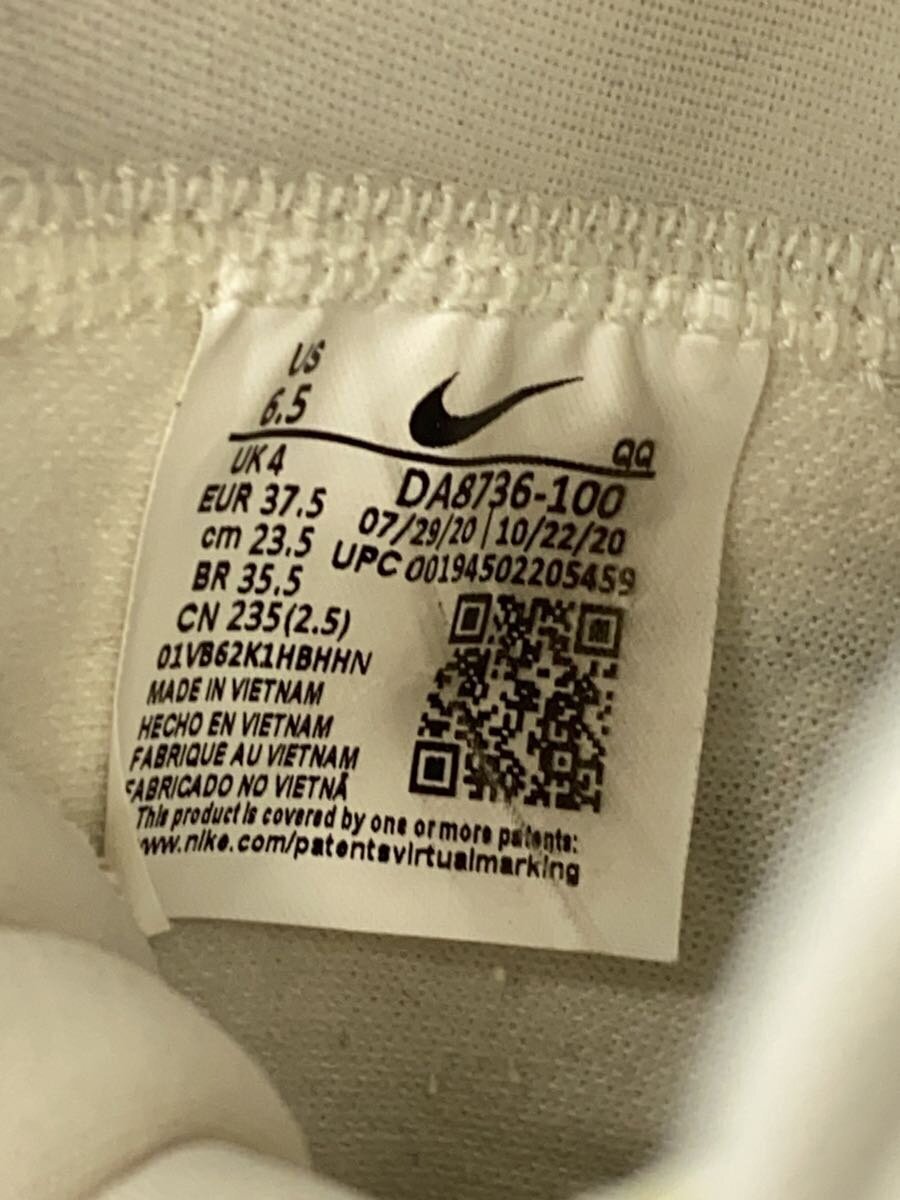 US
6.5
UK 4
EUR 37.5
cm 23.5
BR 35.5
CN 235(2.5)
01VB62K1HBHHN
MADE IN VIETNAM
HECHO EN VIETNAM
FABRIQUE AU VIETNAM
FABRICADO NO VIETNÃ
QQ
DA8736-100
07/29/20 | 10/22/20
UPC 00194502205459
This product is covered by one or more patents:
www.nike.com/patentsvirtualmarking